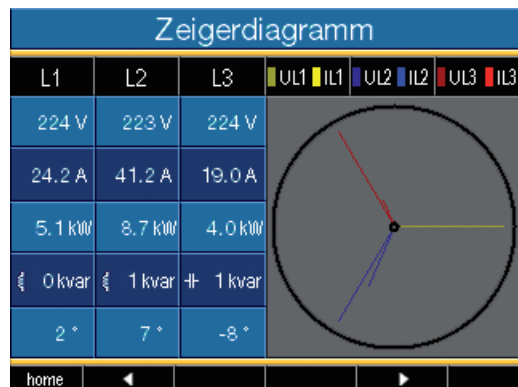 Zeigerdiagramm
L1 L2 L3 UL1 IL1 UL2 IL2 UL3 IL3
224 V 223 V 224 V
24.2 A 41.2 A 19.0 A
5.1 kW 8.7 kW 4.0 kW
0 kvar 1 kvar 1 kvar
2 ° 7 ° -8 °
home